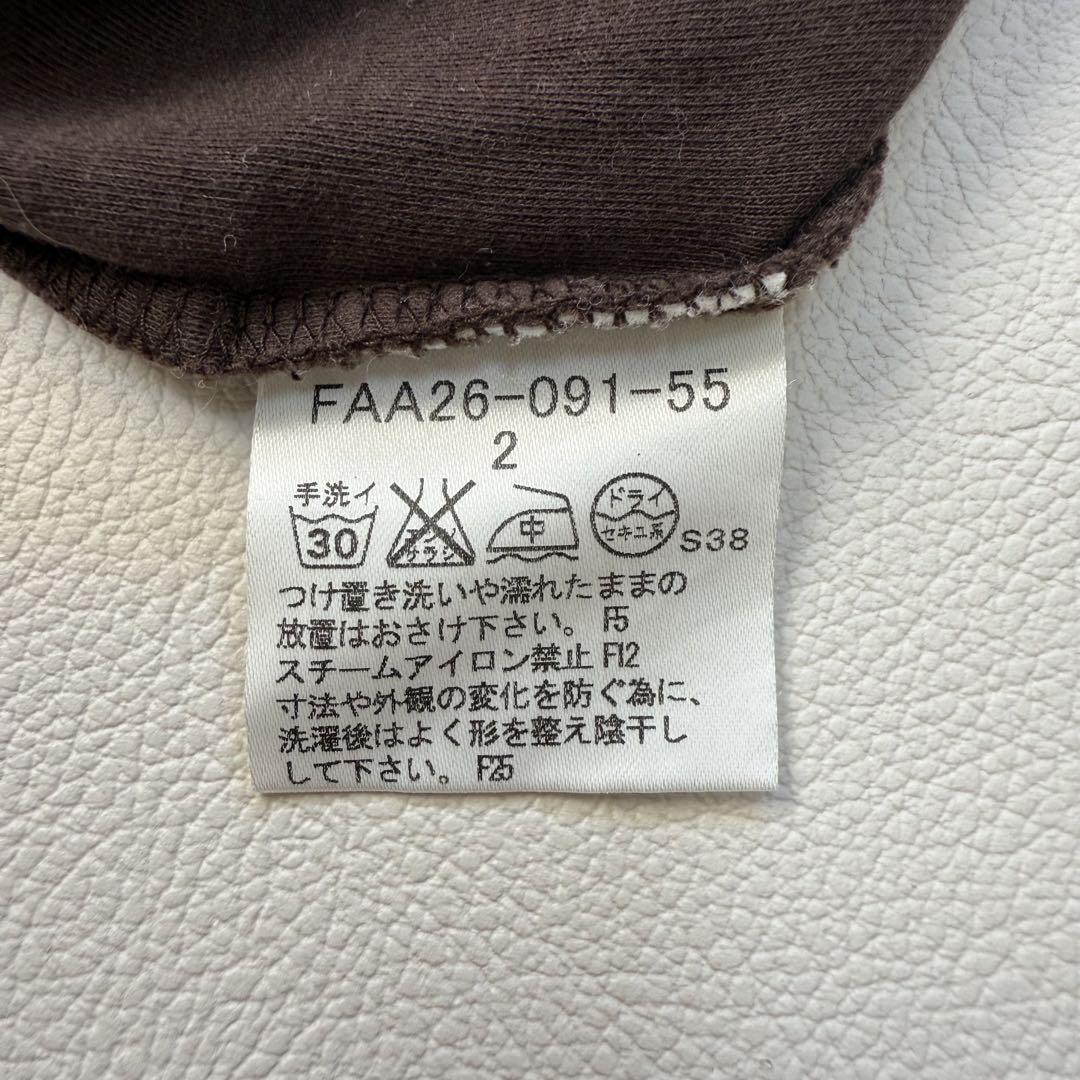 FAA26-091-55
2
手洗イ
30
エンソ
サラシ
中
ドライ
セキユ系
S38
つけ置き洗いや濡れたままの
放置はおさけ下さい。 F5
スチームアイロン禁止 F12
寸法や外観の変化を防ぐ為に、
洗濯後はよく形を整え陰干し
して下さい。 F25